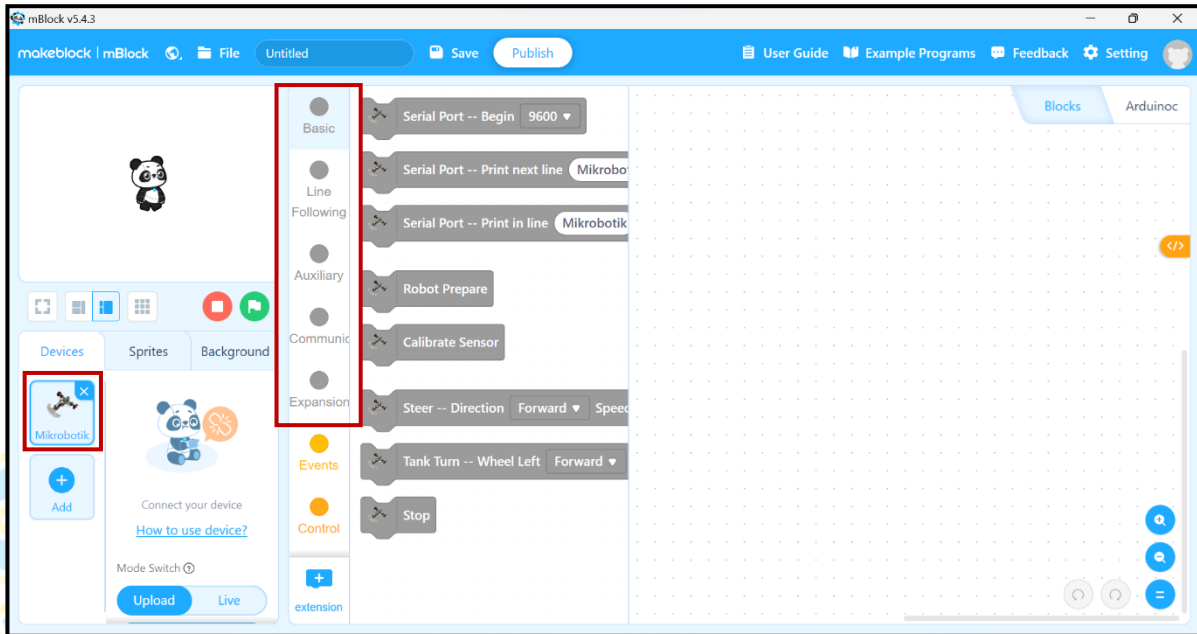 mBlock v5.4.3
makeblock | mBlock File Untitled Save Publish User Guide Example Programs Feedback Setting
Basic
Line
Following
Auxiliary
Communic
Expansion
Events
Control
extension
Serial Port -- Begin 9600
Serial Port -- Print next line Mikrobo
Serial Port -- Print in line Mikrobotik
Robot Prepare
Calibrate Sensor
Steer -- Direction Forward Speed
Tank Turn -- Wheel Left Forward
Stop
Blocks Arduinoc
</>
Devices Sprites Background
Mikrobotik
Add
Connect your device
How to use device?
Mode Switch
Upload Live